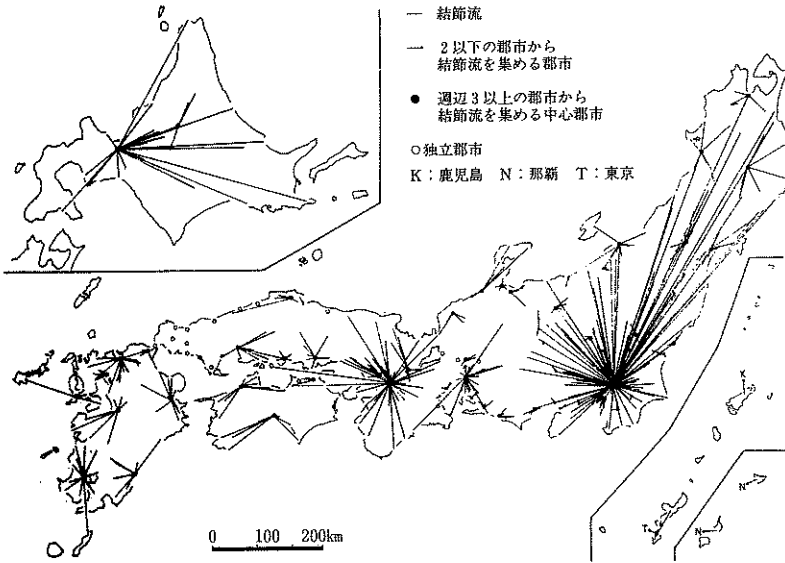 — 結節流
→ 2以下の郡市から
結節流を集める郡市
● 週辺3以上の郡市から
結節流を集める中心郡市
○独立郡市
K：鹿児島 N：那覇 T：東京
K
N
T
N
0 100 200km